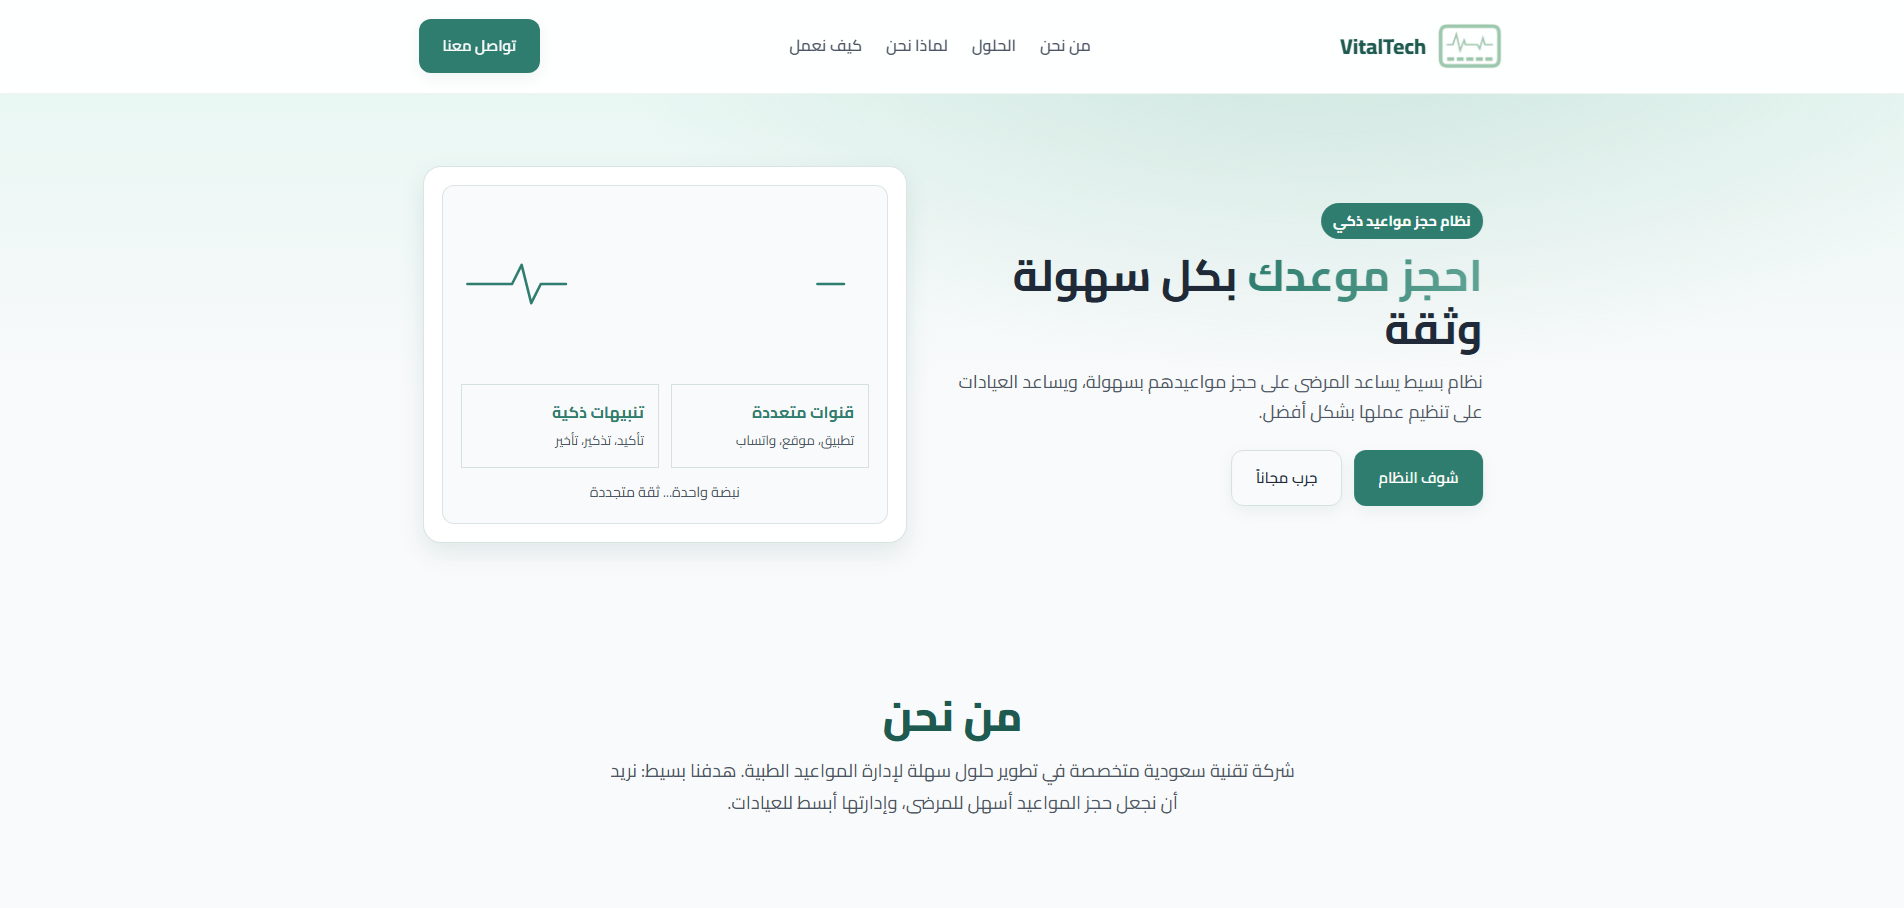 VitalTech
من نحن
الحلول
لماذا نحن
كيف نعمل
تواصل معنا
نظام حجز مواعيد ذكي
احجز موعدك بكل سهولة
وثقة
نظام بسيط يساعد المرضى على حجز مواعيدهم بسهولة، ويساعد العيادات
على تنظيم عملها بشكل أفضل.
شوف النظام
جرب مجاناً
قنوات متعددة
تطبيق، موقع، واتساب
تنبيهات ذكية
تأكيد، تذكير، تأخير
نبضة واحدة... ثقة متجددة
من نحن
شركة تقنية سعودية متخصصة في تطوير حلول سهلة لإدارة المواعيد الطبية. هدفنا بسيط: نريد
أن نجعل حجز المواعيد أسهل للمرضى، وإدارتها أبسط للعيادات.